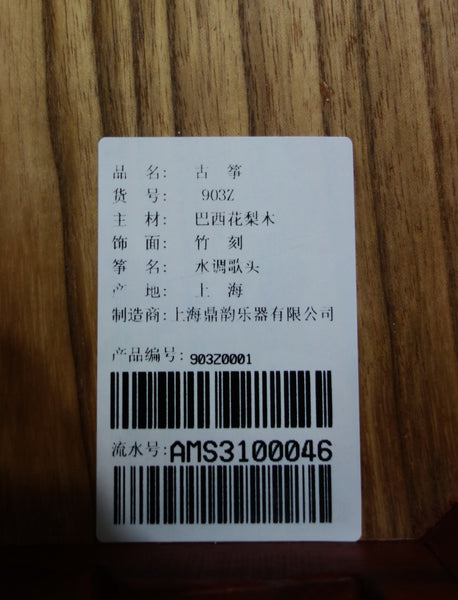 品 名: 古 筝
货 号: 903Z
主 材: 巴西花梨木
饰 面: 竹 刻
筝 名: 水调歌头
产 地: 上 海
制造商:上海鼎韵乐器有限公司
产品编号: 903Z0001
流水号:AMS3100046